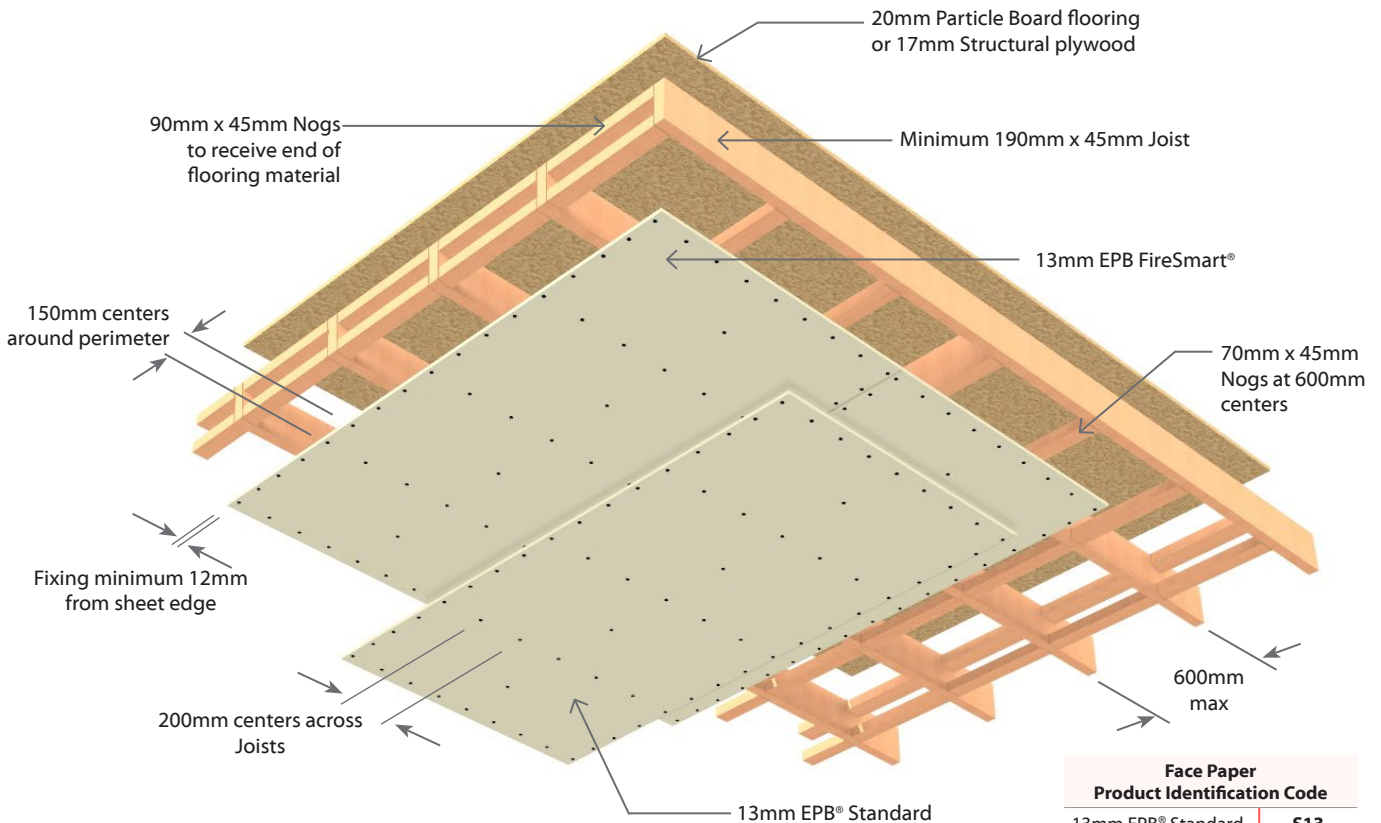 20mm Particle Board flooring
or 17mm Structural plywood
90mm x 45mm Nogs
to receive end of
flooring material
Minimum 190mm x 45mm Joist
13mm EPB FireSmart®
150mm centers
around perimeter
70mm x 45mm
Nogs at 600mm
centers
Fixing minimum 12mm
from sheet edge
600mm
max
200mm centers across
Joists
13mm EPB® Standard
Face Paper
Product Identification Code
13mm EPB® Standard S13